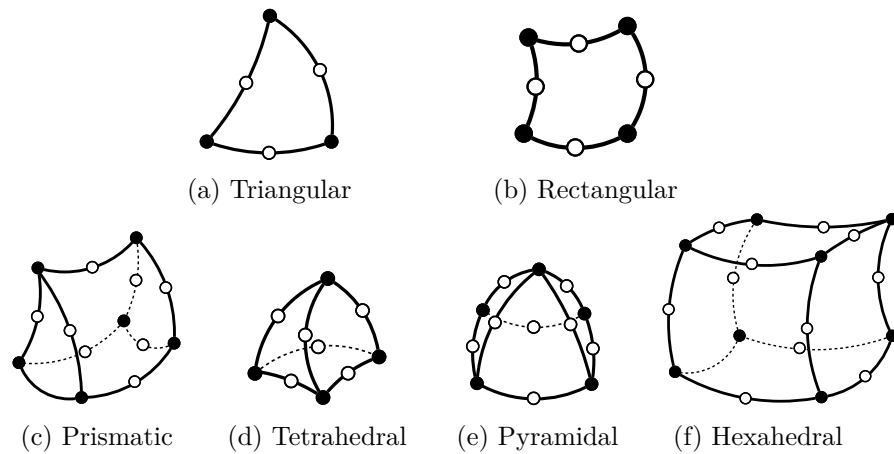 (a) Triangular
(b) Rectangular
(c) Prismatic
(d) Tetrahedral
(e) Pyramidal
(f) Hexahedral